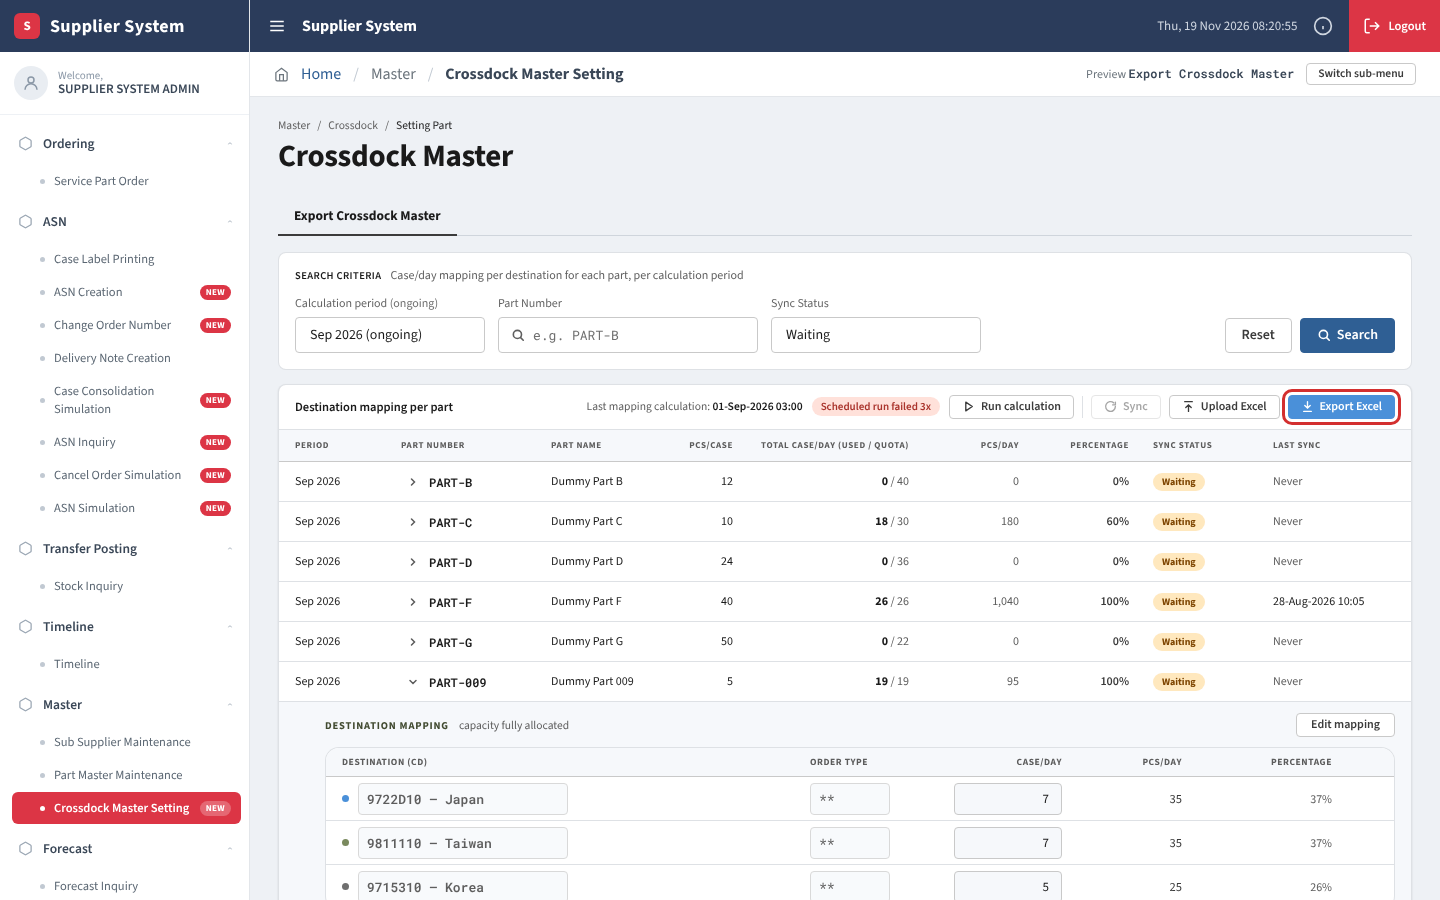 S Supplier System
Supplier System
Thu, 19 Nov 2026 08:20:55
Logout
Welcome,
SUPPLIER SYSTEM ADMIN
Home / Master / Crossdock Master Setting
Preview Export Crossdock Master
Switch sub-menu
Ordering
Service Part Order
ASN
Case Label Printing
ASN Creation NEW
Change Order Number NEW
Delivery Note Creation
Case Consolidation
Simulation NEW
ASN Inquiry NEW
Cancel Order Simulation NEW
ASN Simulation NEW
Transfer Posting
Stock Inquiry
Timeline
Timeline
Master
Sub Supplier Maintenance
Part Master Maintenance
Crossdock Master Setting NEW
Forecast
Forecast Inquiry
Master / Crossdock / Setting Part
Crossdock Master
Export Crossdock Master
SEARCH CRITERIA Case/day mapping per destination for each part, per calculation period
Calculation period (ongoing) Part Number Sync Status
Sep 2026 (ongoing) e.g. PART-B Waiting Reset Search
Destination mapping per part Last mapping calculation: 01-Sep-2026 03:00 Scheduled run failed 3x Run calculation Sync Upload Excel Export Excel
PERIOD PART NUMBER PART NAME PCS/CASE TOTAL CASE/DAY (USED / QUOTA) PCS/DAY PERCENTAGE SYNC STATUS LAST SYNC
Sep 2026 PART-B Dummy Part B 12 0 / 40 0 0% Waiting Never
Sep 2026 PART-C Dummy Part C 10 18 / 30 180 60% Waiting Never
Sep 2026 PART-D Dummy Part D 24 0 / 36 0 0% Waiting Never
Sep 2026 PART-F Dummy Part F 40 26 / 26 1,040 100% Waiting 28-Aug-2026 10:05
Sep 2026 PART-G Dummy Part G 50 0 / 22 0 0% Waiting Never
Sep 2026 PART-009 Dummy Part 009 5 19 / 19 95 100% Waiting Never
DESTINATION MAPPING capacity fully allocated Edit mapping
DESTINATION (CD) ORDER TYPE CASE/DAY PCS/DAY PERCENTAGE
9722D10 — Japan ** 7 35 37%
9811110 — Taiwan ** 7 35 37%
9715310 — Korea ** 5 25 26%